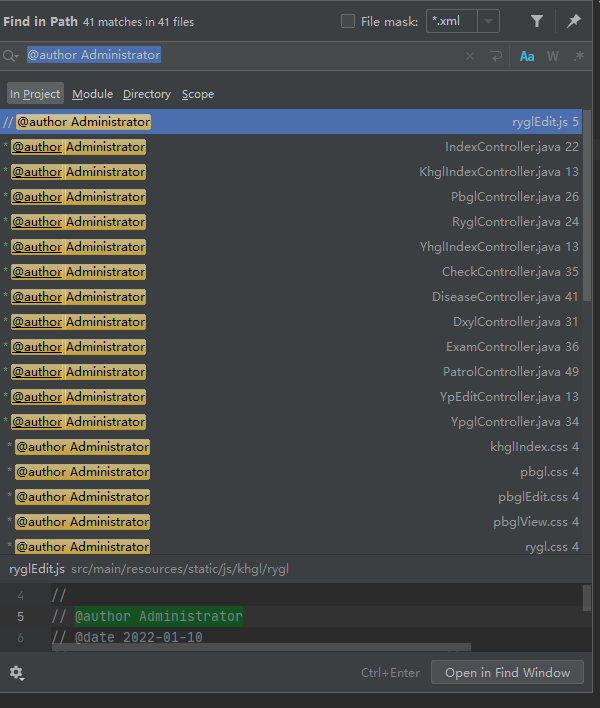 Find in Path 41 matches in 41 files File mask: *.xml
@author Administrator Aa W .*
In Project Module Directory Scope
// @author Administrator ryglEdit.js 5
* @author Administrator IndexController.java 22
* @author Administrator KhglIndexController.java 13
* @author Administrator PbglController.java 26
* @author Administrator RyglController.java 24
* @author Administrator YhglIndexController.java 13
* @author Administrator CheckController.java 35
* @author Administrator DiseaseController.java 41
* @author Administrator DxylController.java 31
* @author Administrator ExamController.java 36
* @author Administrator PatrolController.java 49
* @author Administrator YpEditController.java 13
* @author Administrator YpglController.java 34
* @author Administrator khglIndex.css 4
* @author Administrator pbgl.css 4
* @author Administrator pbglEdit.css 4
* @author Administrator pbglView.css 4
* @author Administrator rygl.css 4
ryglEdit.js src/main/resources/static/js/khgl/rygl
4 //
5 // @author Administrator
6 // @date 2022-01-10
Ctrl+Enter Open in Find Window